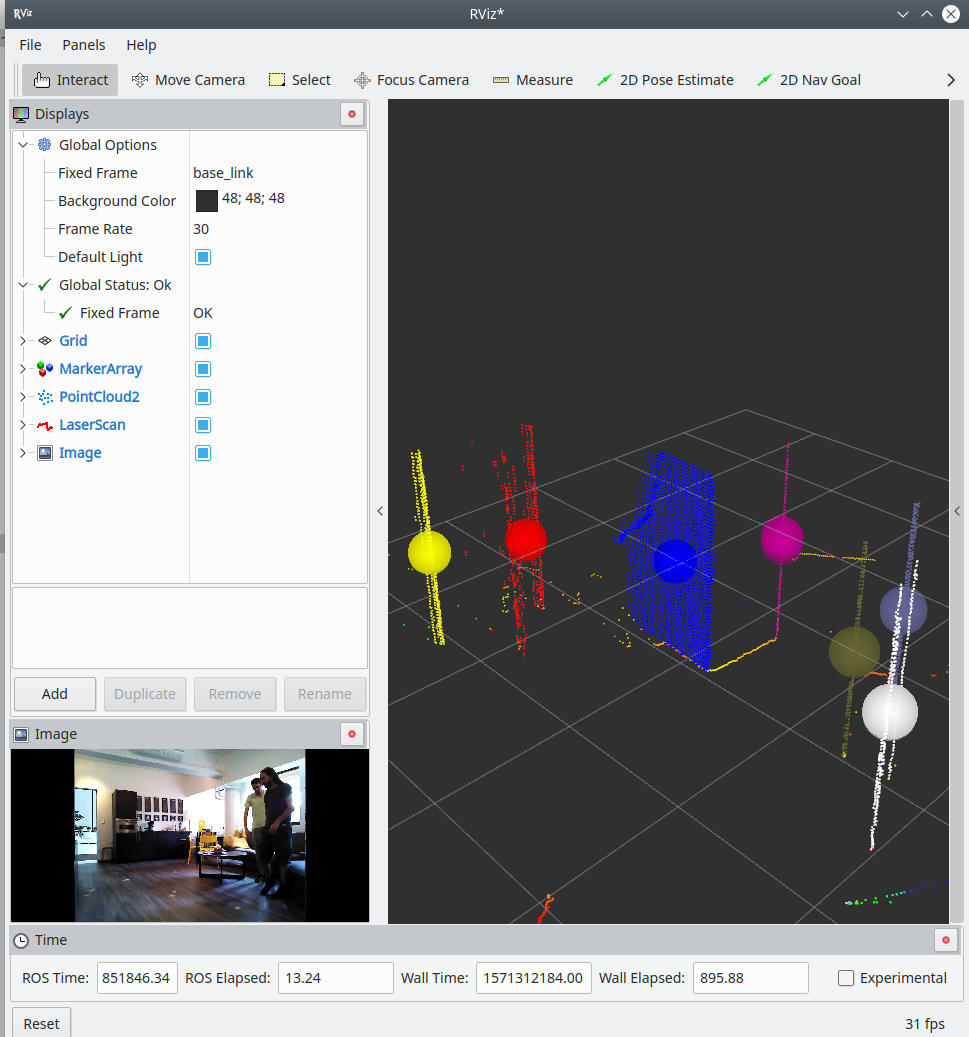 RViz
RViz*
File Panels Help
Interact Move Camera Select Focus Camera Measure 2D Pose Estimate 2D Nav Goal
Displays
Global Options
Fixed Frame base_link
Background Color 48; 48; 48
Frame Rate 30
Default Light
Global Status: Ok
Fixed Frame OK
Grid
MarkerArray
PointCloud2
LaserScan
Image
Add Duplicate Remove Rename
Image
Time
ROS Time: 851846.34 ROS Elapsed: 13.24 Wall Time: 1571312184.00 Wall Elapsed: 895.88 Experimental
Reset 31 fps